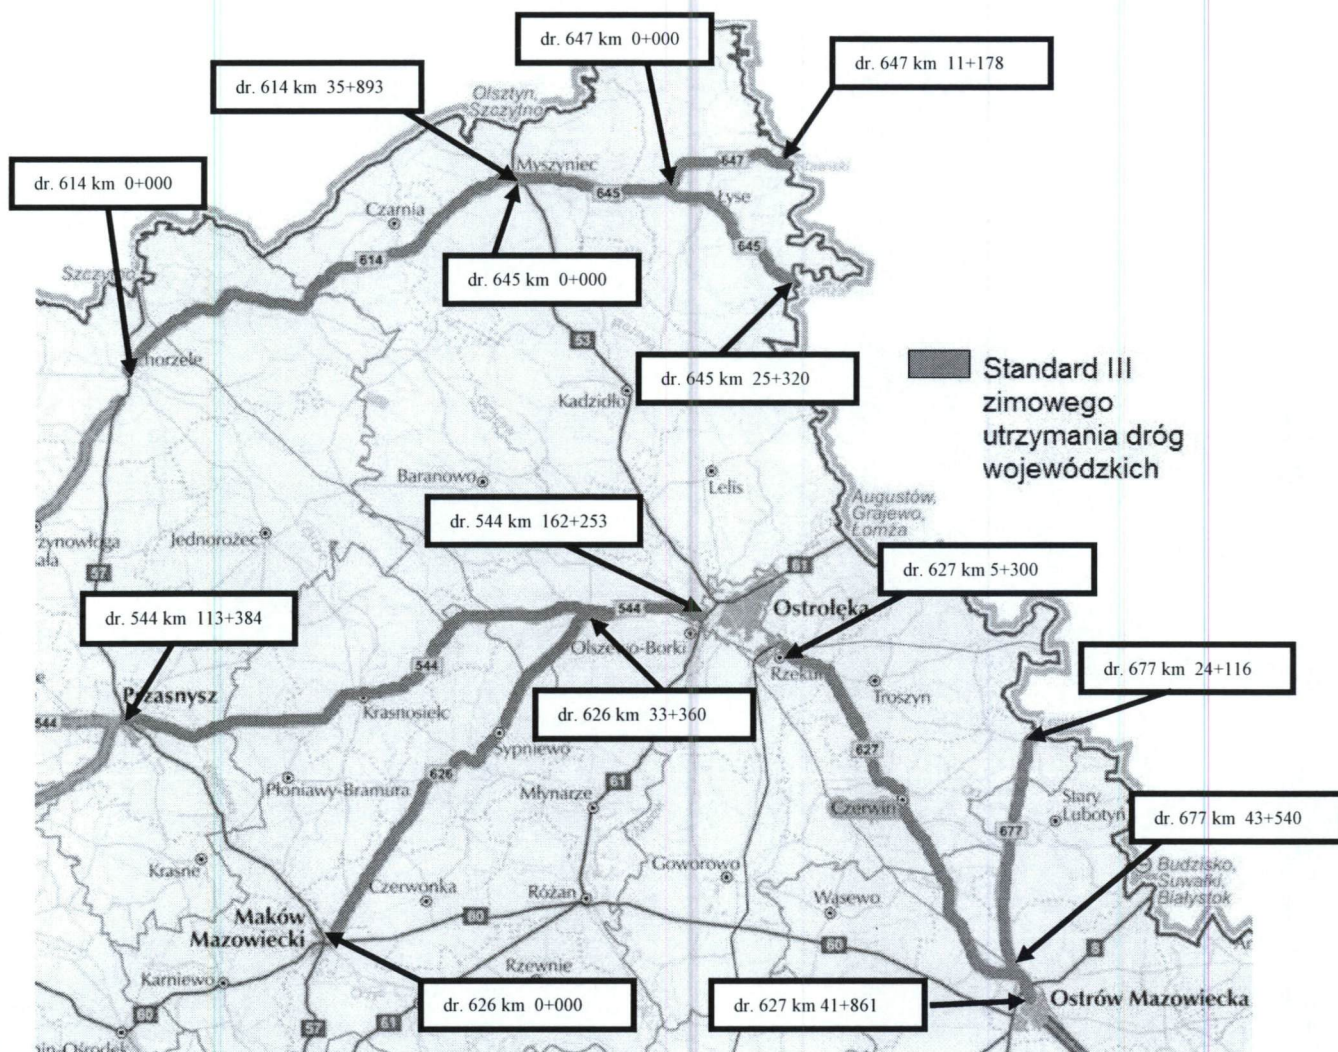 dr. 647 km 0+000
dr. 647 km 11+178
dr. 614 km 35+893
Olsztyn,
Szczytno
Myszyniec
647
dr. 614 km 0+000
645
Łyse
Czarnia
645
614
Szczytno
dr. 645 km 0+000
Łomża
53
Chorzele
dr. 645 km 25+320
Standard III
zimowego
utrzymania dróg
wojewódzkich
Kadzidło
Baranowo
Lelis
Augustów,
Grajewo,
Łomża
dr. 544 km 162+253
Jednorożec
57
61
dr. 627 km 5+300
dr. 544 km 113+384
544
Ostrołęka
Olszewo-Borki
544
Rzekuń
dr. 677 km 24+116
Przasnysz
Krasnosielc
Troszyn
544
dr. 626 km 33+360
Sypniewo
627
626
61
Płoniawy-Bramura
Młynarze
Czerwin
Stary
Lubotyń
dr. 677 km 43+540
677
Krasne
Goworowo
Budzisko,
Suwałki,
Białystok
Czerwonka
Różan
Wąsewo
60
Maków
Mazowiecki
60
8
Rzewnie
Karniewo
dr. 626 km 0+000
dr. 627 km 41+861
Ostrów Mazowiecka
60
57
61